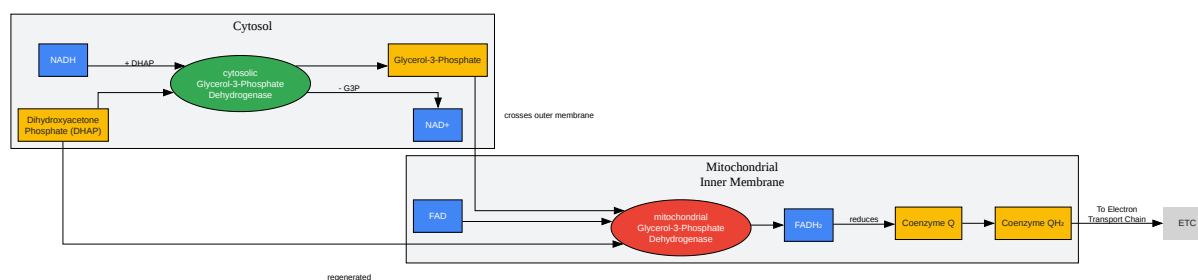 Cytosol
NADH
+ DHAP
cytosolic
Glycerol-3-Phosphate
Dehydrogenase
Glycerol-3-Phosphate
- G3P
Dihydroxyacetone
Phosphate (DHAP)
NAD+
crosses outer membrane
Mitochondrial
Inner Membrane
FAD
mitochondrial
Glycerol-3-Phosphate
Dehydrogenase
FADH₂
reduces
Coenzyme Q
Coenzyme QH₂
To Electron
Transport Chain
ETC
regenerated